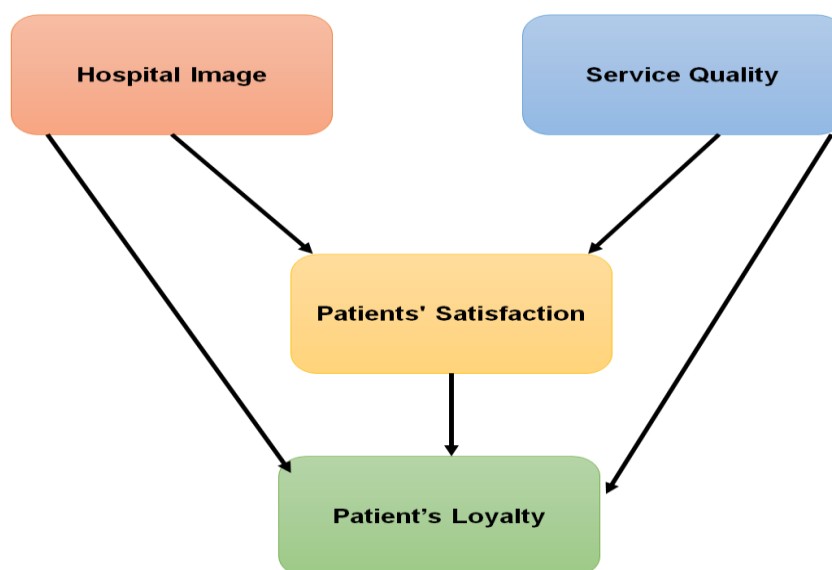 Hospital Image
Service Quality
Patients' Satisfaction
Patient’s Loyalty